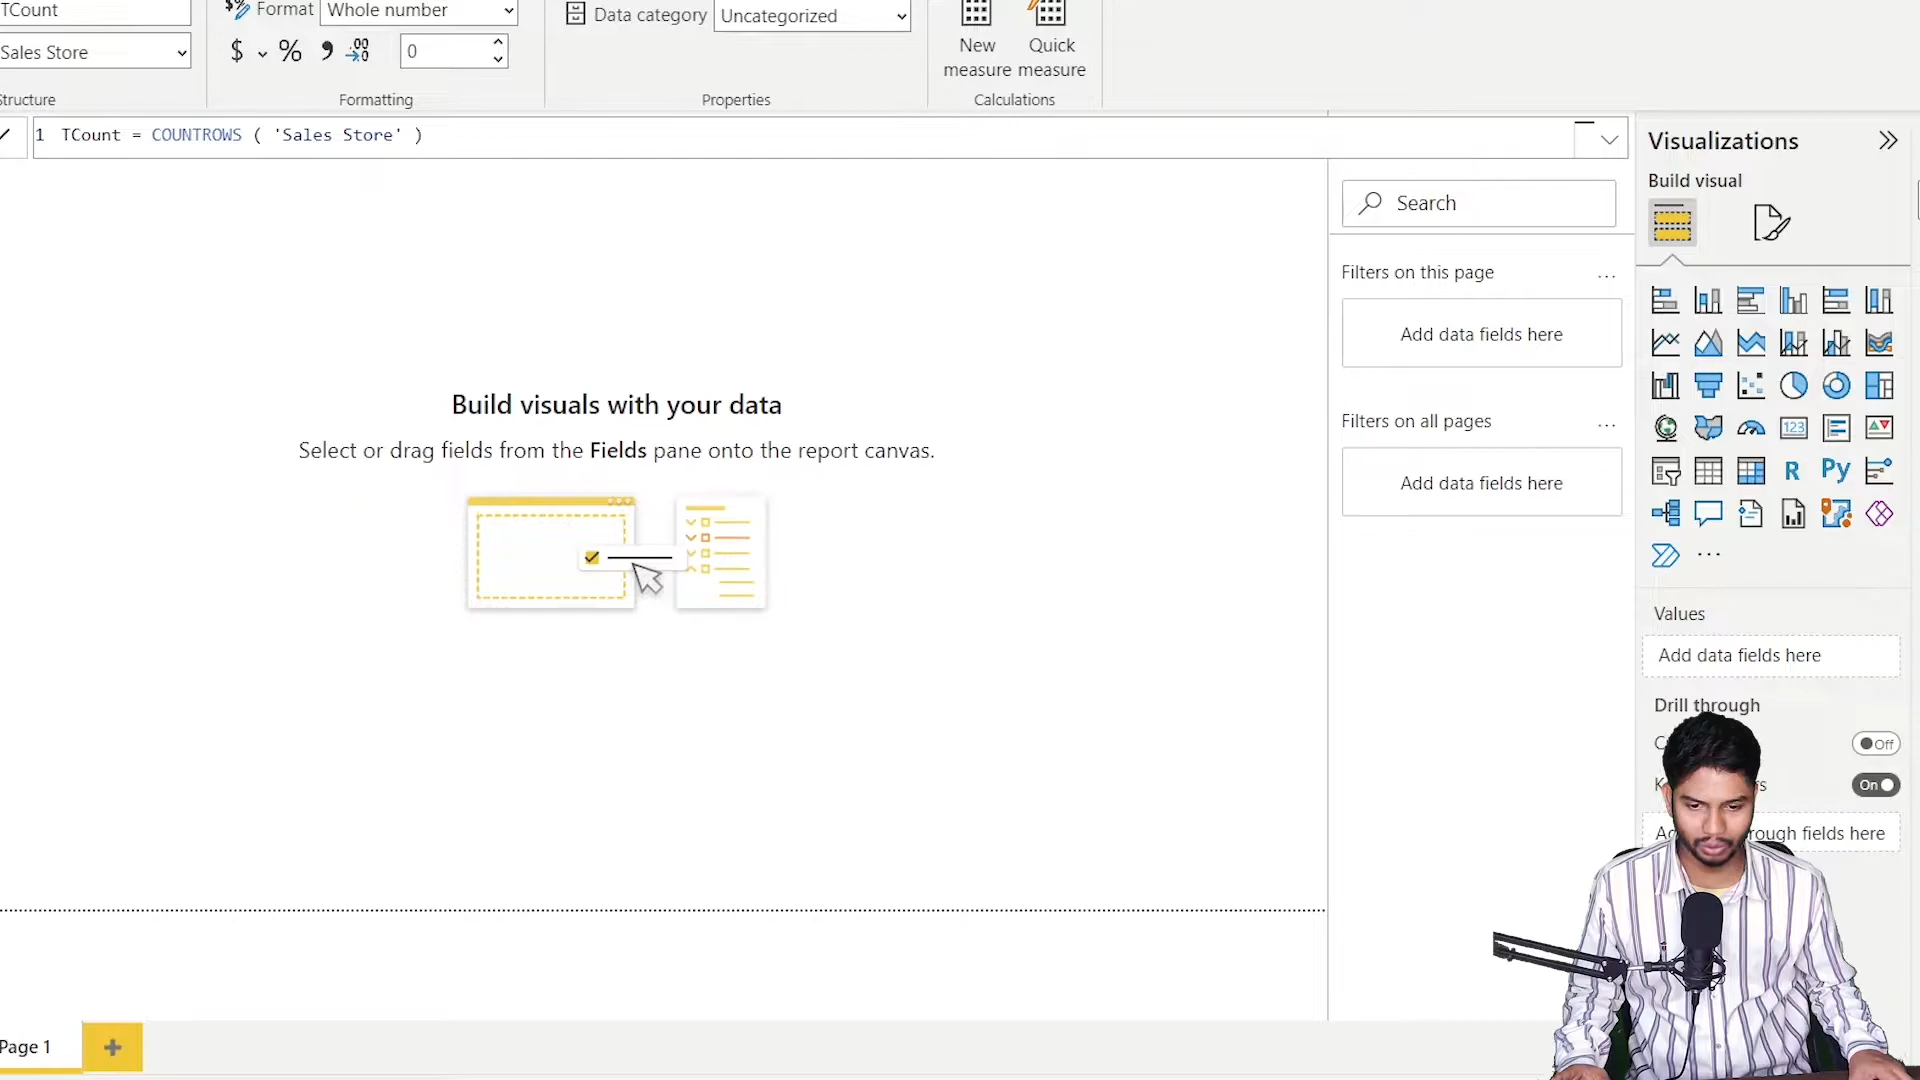 TCount
Format
Whole number
Data category
Uncategorized
New measure
Quick measure
Sales Store
$ % 9 .00
0
Structure
Formatting
Properties
Calculations
1 TCount = COUNTROWS ( 'Sales Store' )
Visualizations
Build visual
Search
Filters on this page
Add data fields here
Filters on all pages
Add data fields here
Build visuals with your data
Select or drag fields from the Fields pane onto the report canvas.
123
R
Py
Values
Add data fields here
Drill through
Off
On
rough fields here
Page 1